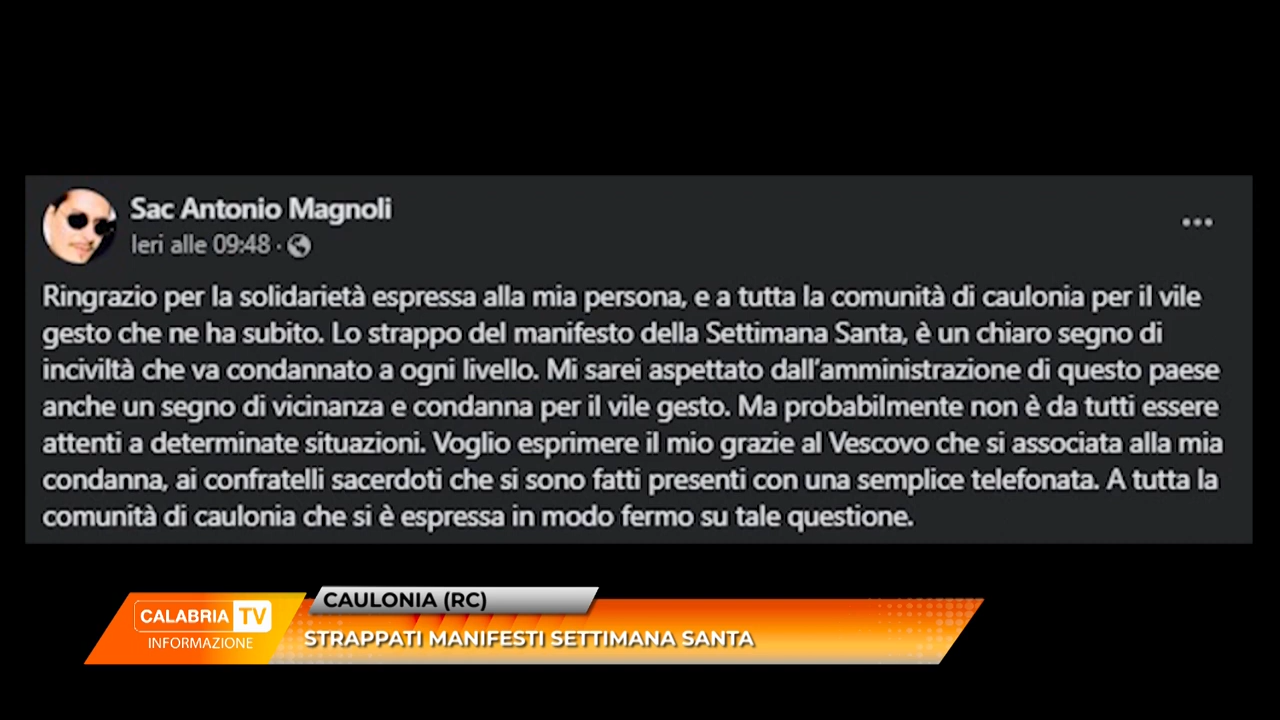 Sac Antonio Magnoli
Ieri alle 09:48 ·
Ringrazio per la solidarietà espressa alla mia persona, e a tutta la comunità di caulonia per il vile
gesto che ne ha subito. Lo strappo del manifesto della Settimana Santa, è un chiaro segno di
inciviltà che va condannato a ogni livello. Mi sarei aspettato dall'amministrazione di questo paese
anche un segno di vicinanza e condanna per il vile gesto. Ma probabilmente non è da tutti essere
attenti a determinate situazioni. Voglio esprimere il mio grazie al Vescovo che si associata alla mia
condanna, ai confratelli sacerdoti che si sono fatti presenti con una semplice telefonata. A tutta la
comunità di caulonia che si è espressa in modo fermo su tale questione.
CAULONIA (RC)
CALABRIA TV
INFORMAZIONE
STRAPPATI MANIFESTI SETTIMANA SANTA